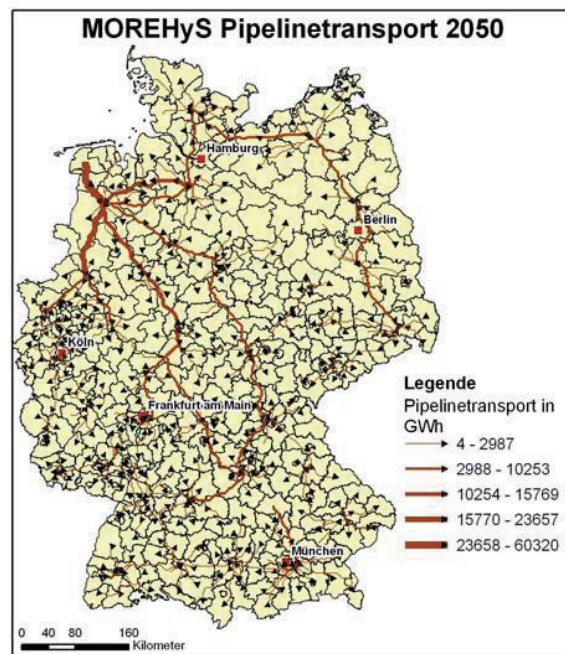 MOREHyS Pipelinetransport 2050
Hamburg
Berlin
Köln
Frankfurt am Main
München
Legende
Pipelinetransport in
GWh
4 - 2987
2988 - 10253
10254 - 15769
15770 - 23657
23658 - 60320
0 40 80 160
Kilometer